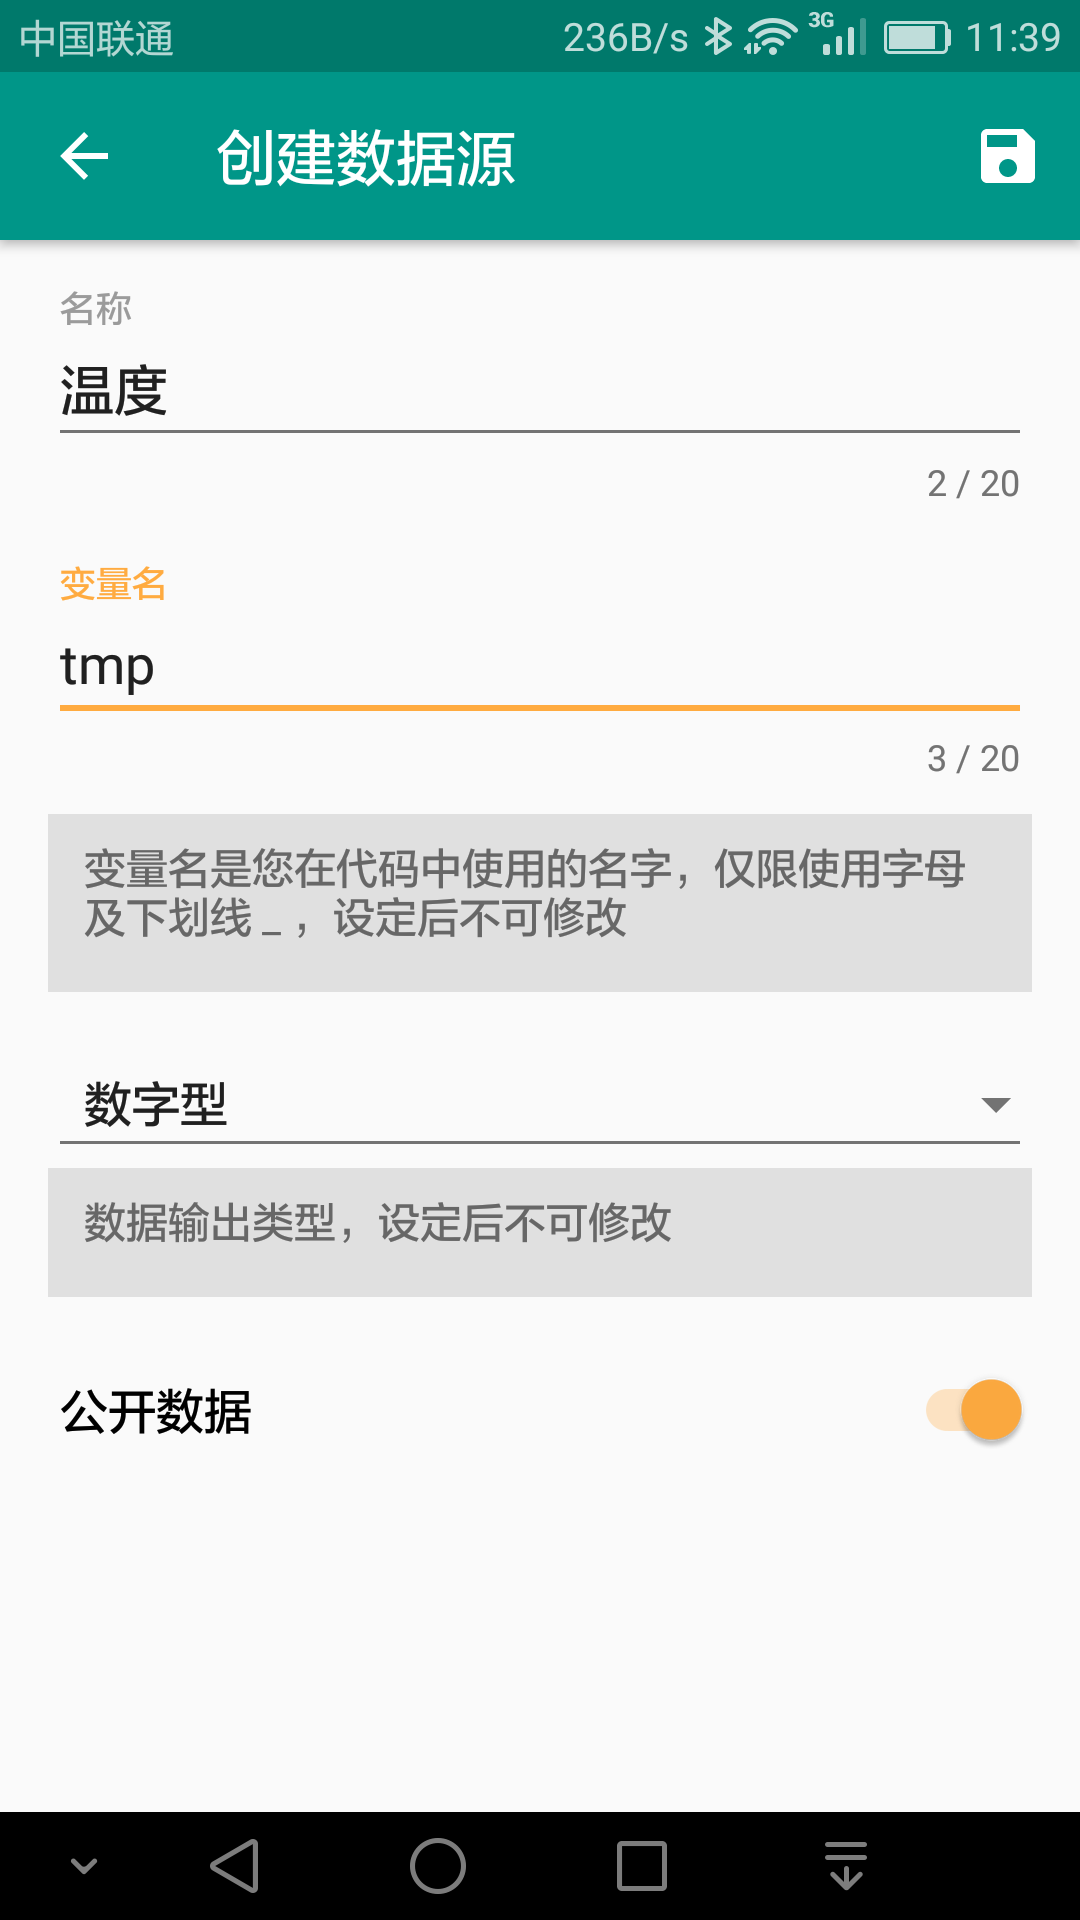 中国联通 236B/s 3G 11:39
创建数据源
名称
温度
2 / 20
变量名
tmp
3 / 20
变量名是您在代码中使用的名字，仅限使用字母
及下划线 _ ，设定后不可修改
数字型
数据输出类型，设定后不可修改
公开数据